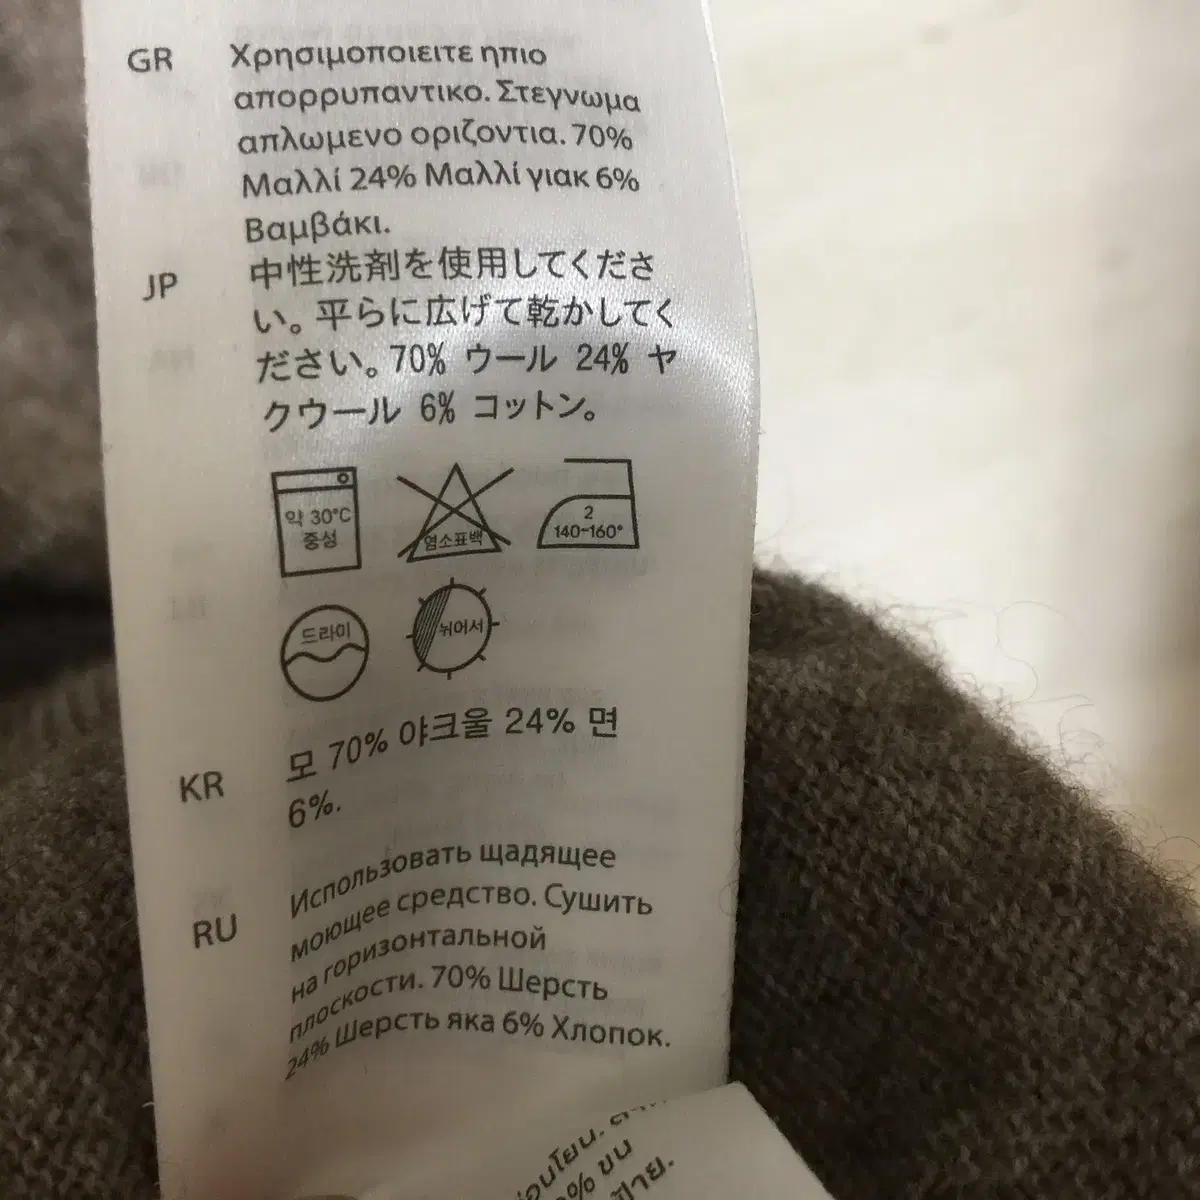 GR Χρησιμοποιειτε ηπιο
απορρυπαντικο. Στεγνωμα
απλωμενο οριζοντια. 70%
Μαλλί 24% Μαλλί γιακ 6%
Βαμβάκι.
JP 中性洗剤を使用してくださ
い。平らに広げて乾かしてく
ださい。70% ウール 24% ヤ
クウール 6% コットン。
약 30°C
중성
염소표백
2
140~160°
드라이
뉘어서
KR 모 70% 야크울 24% 면
6%.
RU Использовать щадящее
моющее средство. Сушить
на горизонтальной
плоскости. 70% Шерсть
24% Шерсть яка 6% Хлопок.